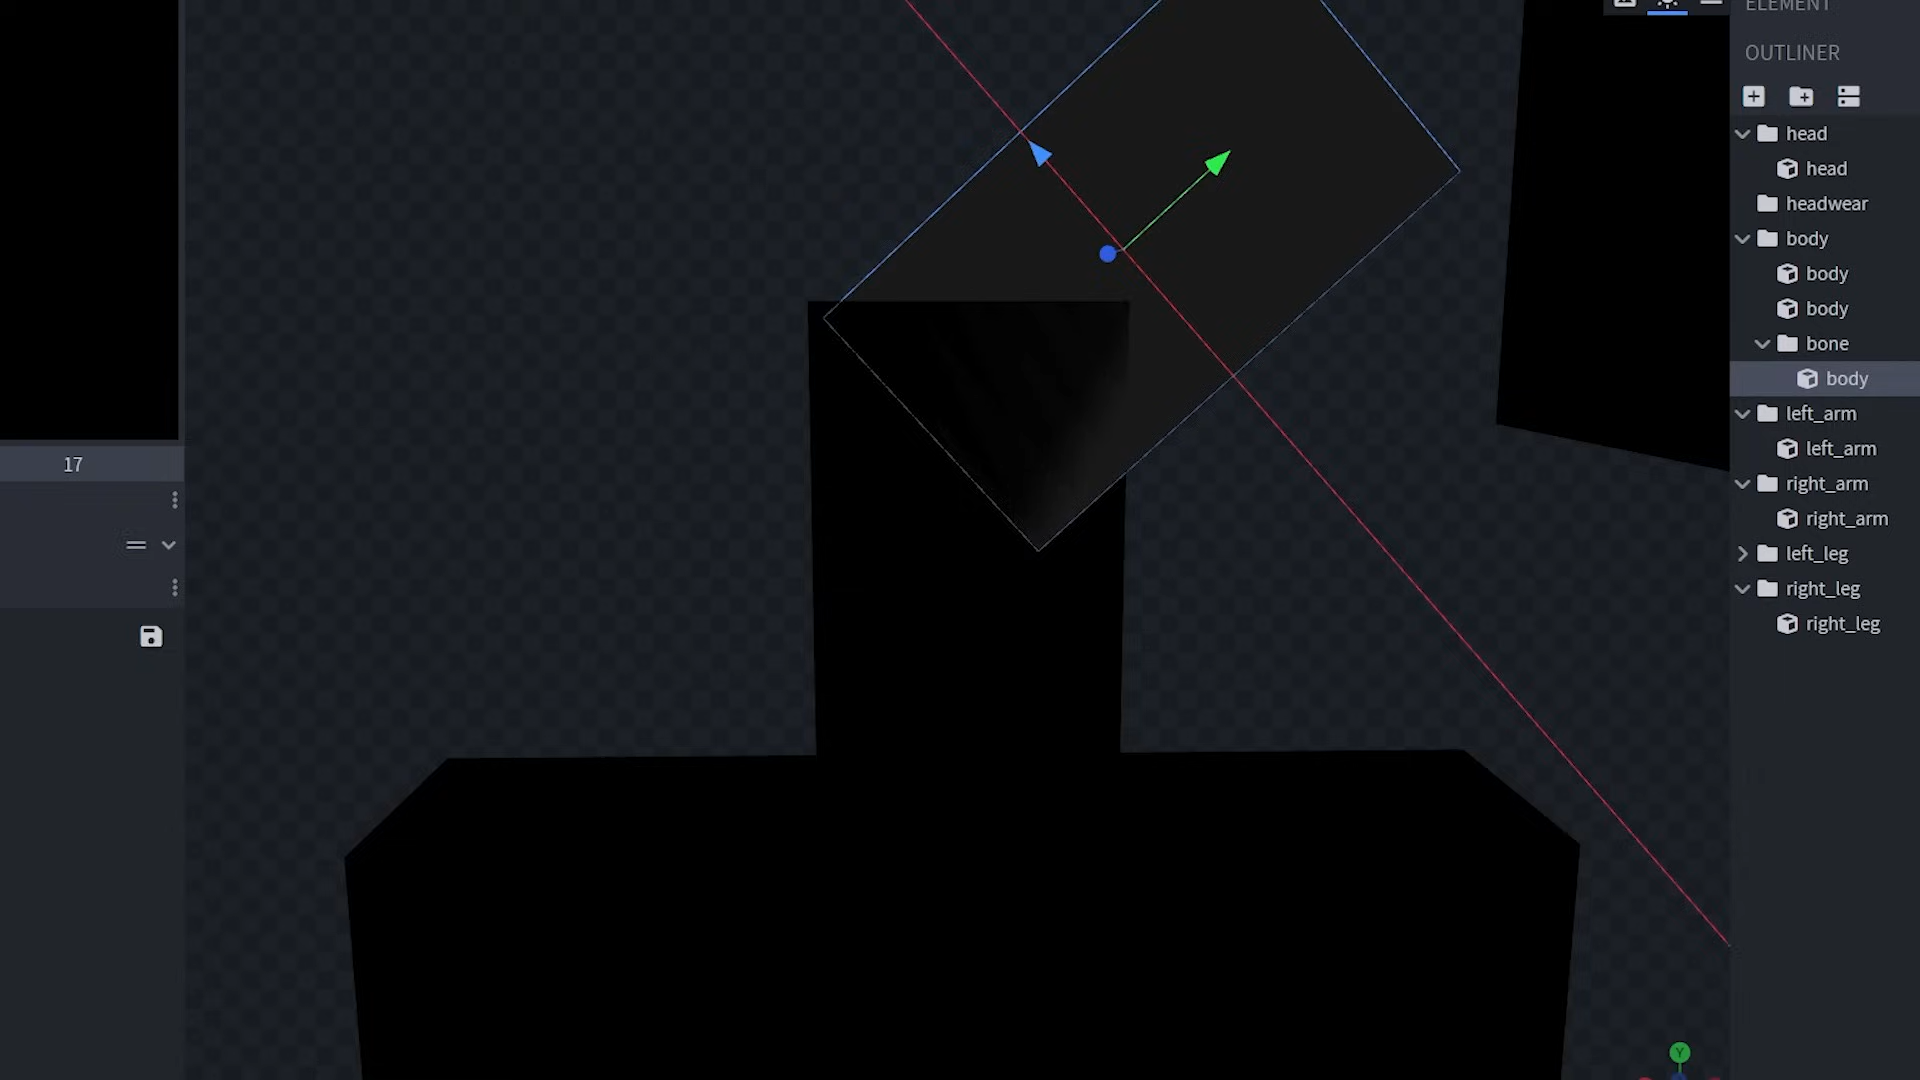 ELEMENT
OUTLINER
head
head
headwear
body
body
body
bone
body
left_arm
left_arm
right_arm
right_arm
left_leg
right_leg
right_leg
17
Y